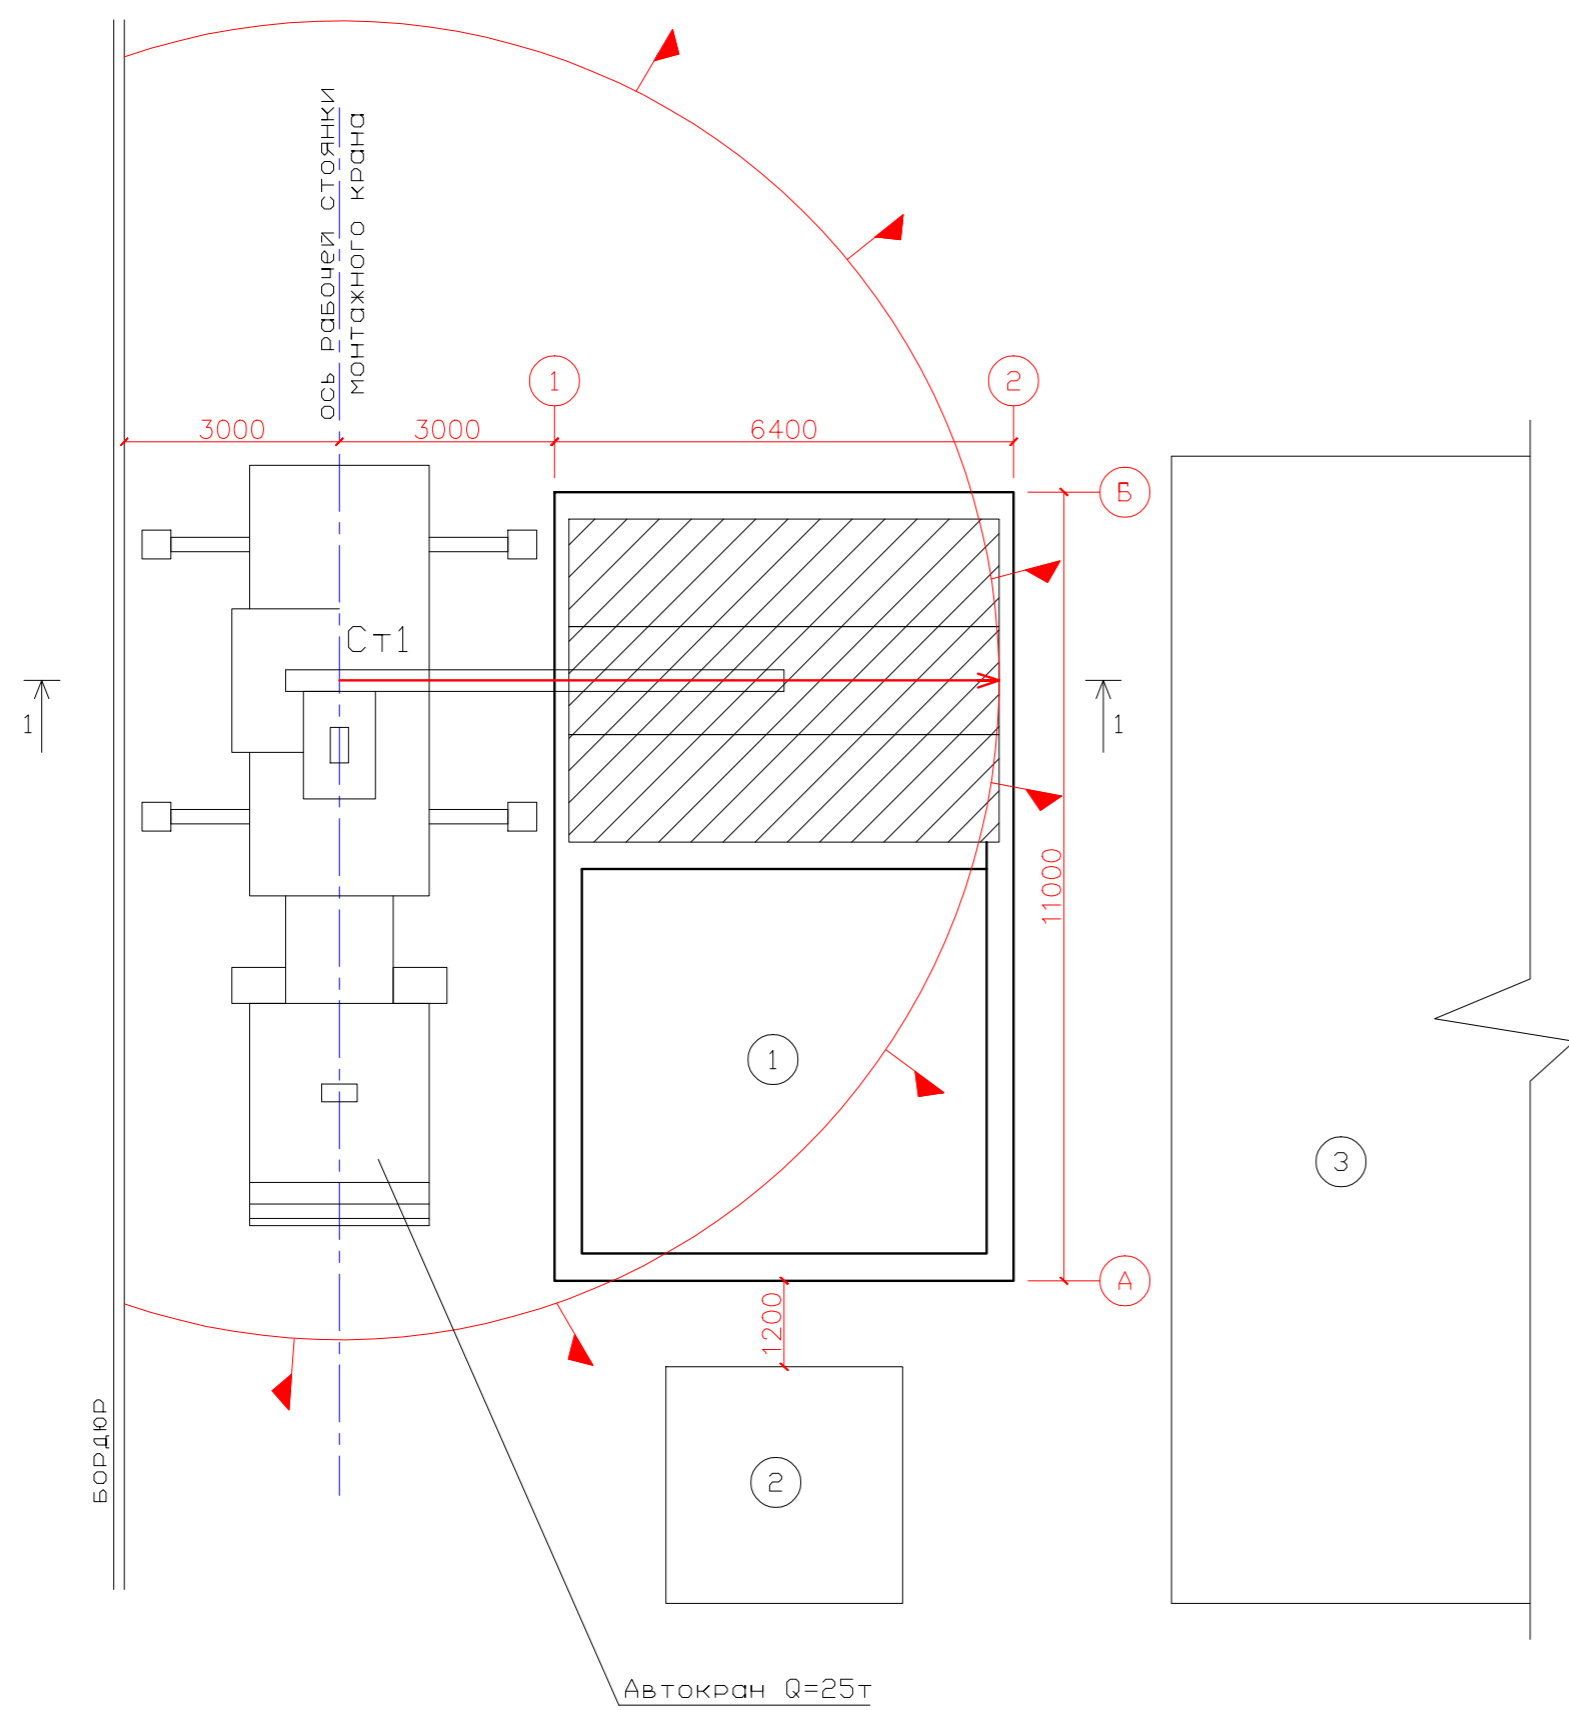 ось рабочей стоянки
монтажного крана
1
2
3000
3000
6400
Б
Ст1
1
1
11000
1
3
А
1200
бордюр
2
Автокран Q=25т